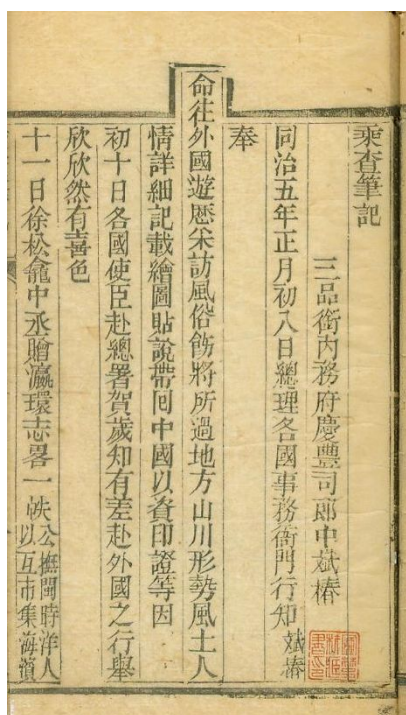 乘查筆記
三品銜內務府慶豐司郎中斌椿
同治五年正月初八日總理各國事務衙門行知斌椿
奉
命往外國遊歷采訪風俗飭將所過地方山川形勢風土人
情詳細記載繪圖貼說帶囘中國以資印證等因
初十日各國使臣赴總署賀歲知有差赴外國之行舉
欣欣然有喜色
十一日徐松龕中丞贈瀛環志畧一帙公撫閩時洋人
以互市集海濱